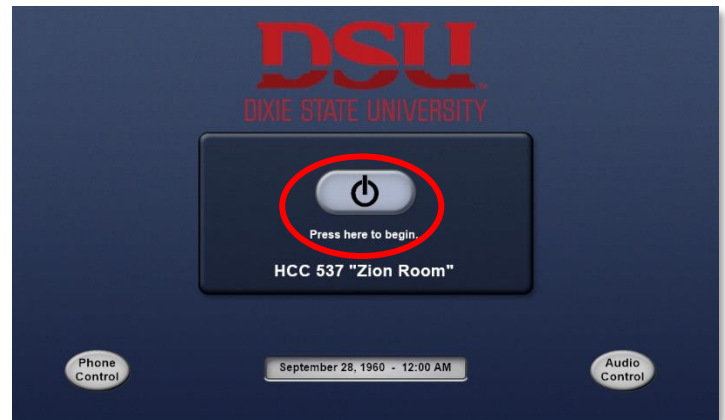 DSU
DIXIE STATE UNIVERSITY
Press here to begin.
HCC 537 "Zion Room"
Phone
Control
September 28, 1960 - 12:00 AM
Audio
Control